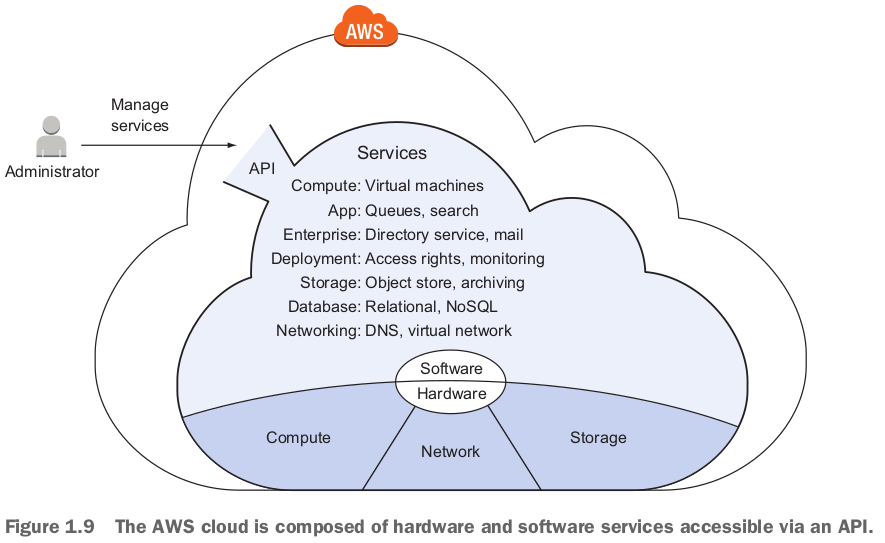 AWS
Manage
services
Administrator
API
Services
Compute: Virtual machines
App: Queues, search
Enterprise: Directory service, mail
Deployment: Access rights, monitoring
Storage: Object store, archiving
Database: Relational, NoSQL
Networking: DNS, virtual network
Software
Hardware
Compute
Network
Storage
Figure 1.9 The AWS cloud is composed of hardware and software services accessible via an API.